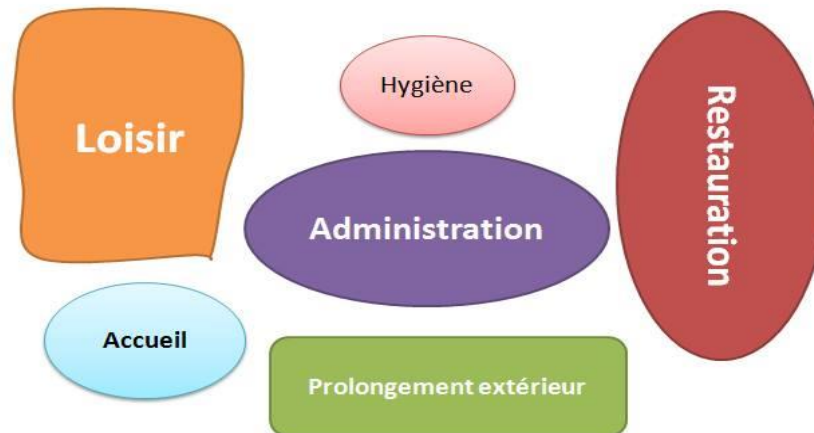 Hygiène
Loisir
Restauration
Administration
Accueil
Prolongement extérieur